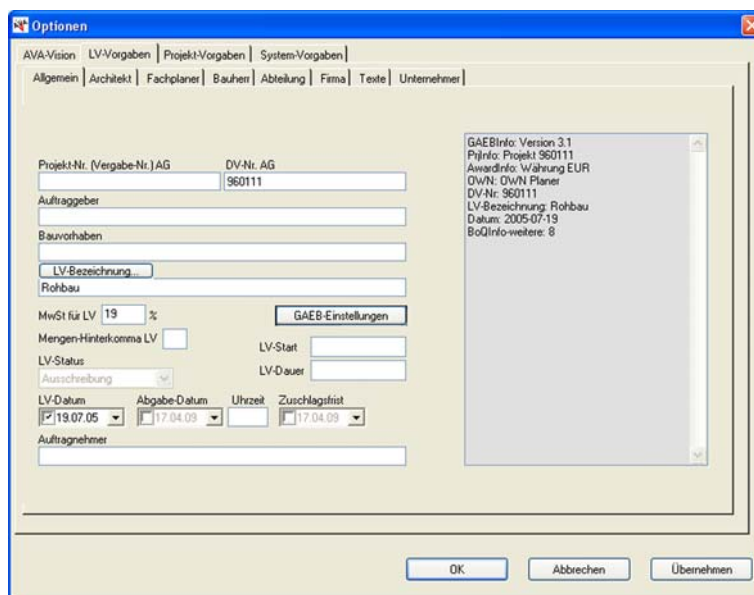 Optionen
AVA-Vision LV-Vorgaben Projekt-Vorgaben System-Vorgaben
Allgemein Architekt Fachplaner Bauherr Abteilung Firma Texte Unternehmer
Projekt-Nr. (Vergabe-Nr.) AG DV-Nr. AG
960111
Auftraggeber
Bauvorhaben
LV-Bezeichnung...
Rohbau
MwSt für LV 19 % GAEB-Einstellungen
Mengen-Hinterkomma LV
LV-Start
LV-Status
LV-Dauer
Ausschreibung
LV-Datum Abgabe-Datum Uhrzeit Zuschlagsfrist
19.07.05 17.04.09 17.04.09
Auftragnehmer
GAEBInfo: Version 3.1
PrjInfo: Projekt 960111
AwardInfo: Währung EUR
OWN: OWN Planer
DV-Nr: 960111
LV-Bezeichnung: Rohbau
Datum: 2005-07-19
BoQInfo-weitere: 8
OK Abbrechen Übernehmen